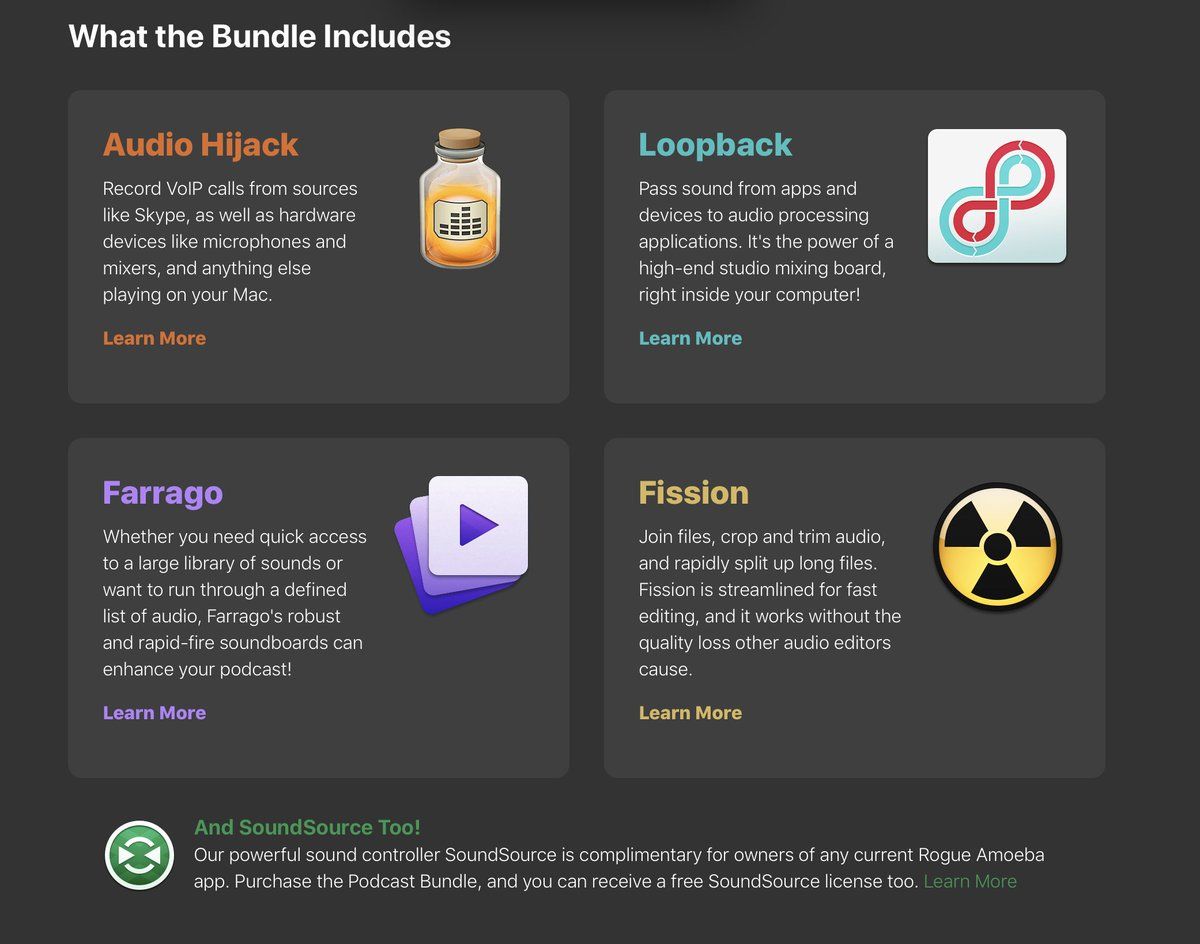 What the Bundle Includes
Audio Hijack
Record VoIP calls from sources
like Skype, as well as hardware
devices like microphones and
mixers, and anything else
playing on your Mac.
Learn More
Loopback
Pass sound from apps and
devices to audio processing
applications. It's the power of a
high-end studio mixing board,
right inside your computer!
Learn More
Farrago
Whether you need quick access
to a large library of sounds or
want to run through a defined
list of audio, Farrago's robust
and rapid-fire soundboards can
enhance your podcast!
Learn More
Fission
Join files, crop and trim audio,
and rapidly split up long files.
Fission is streamlined for fast
editing, and it works without the
quality loss other audio editors
cause.
Learn More
And SoundSource Too!
Our powerful sound controller SoundSource is complimentary for owners of any current Rogue Amoeba
app. Purchase the Podcast Bundle, and you can receive a free SoundSource license too. Learn More